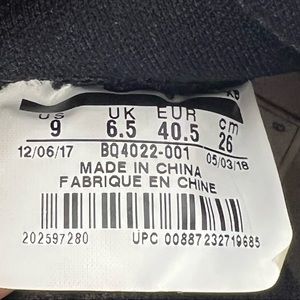 XB
US UK EUR cm
9 6.5 40.5 26
12/06/17 BQ4022-001 05/03/18
MADE IN CHINA
FABRIQUE EN CHINE
202597280 UPC 00887232719685